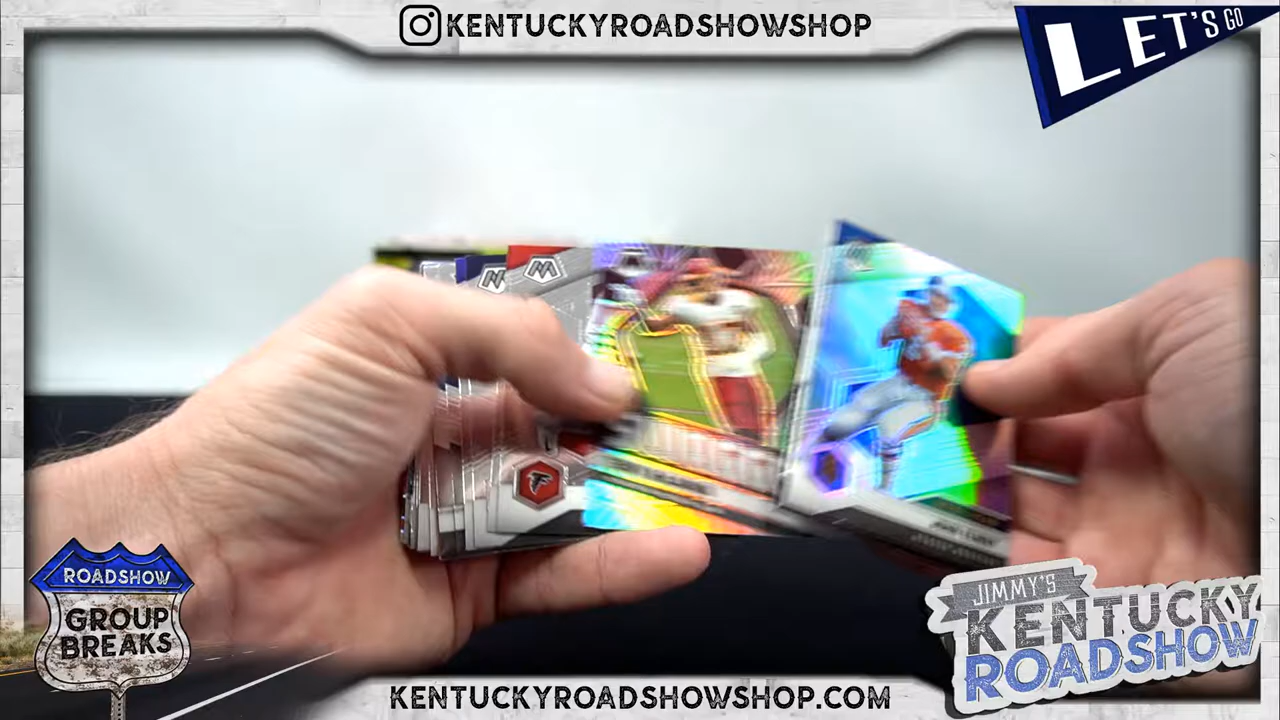 KENTUCKYROADSHOWSHOP
LET'S GO
ROADSHOW
GROUP
BREAKS
JIMMY'S
KENTUCKY
ROADSHOW
KENTUCKYROADSHOWSHOP.COM